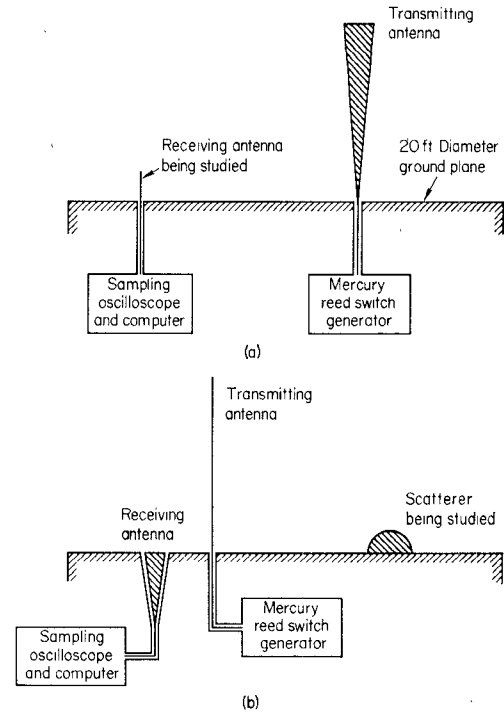 Transmitting
antenna
Receiving antenna
being studied
20 ft Diameter
ground plane
Sampling
oscilloscope
and computer
Mercury
reed switch
generator
(a)
Transmitting
antenna
Receiving
antenna
Scatterer
being studied
Sampling
oscilloscope
and computer
Mercury
reed switch
generator
(b)